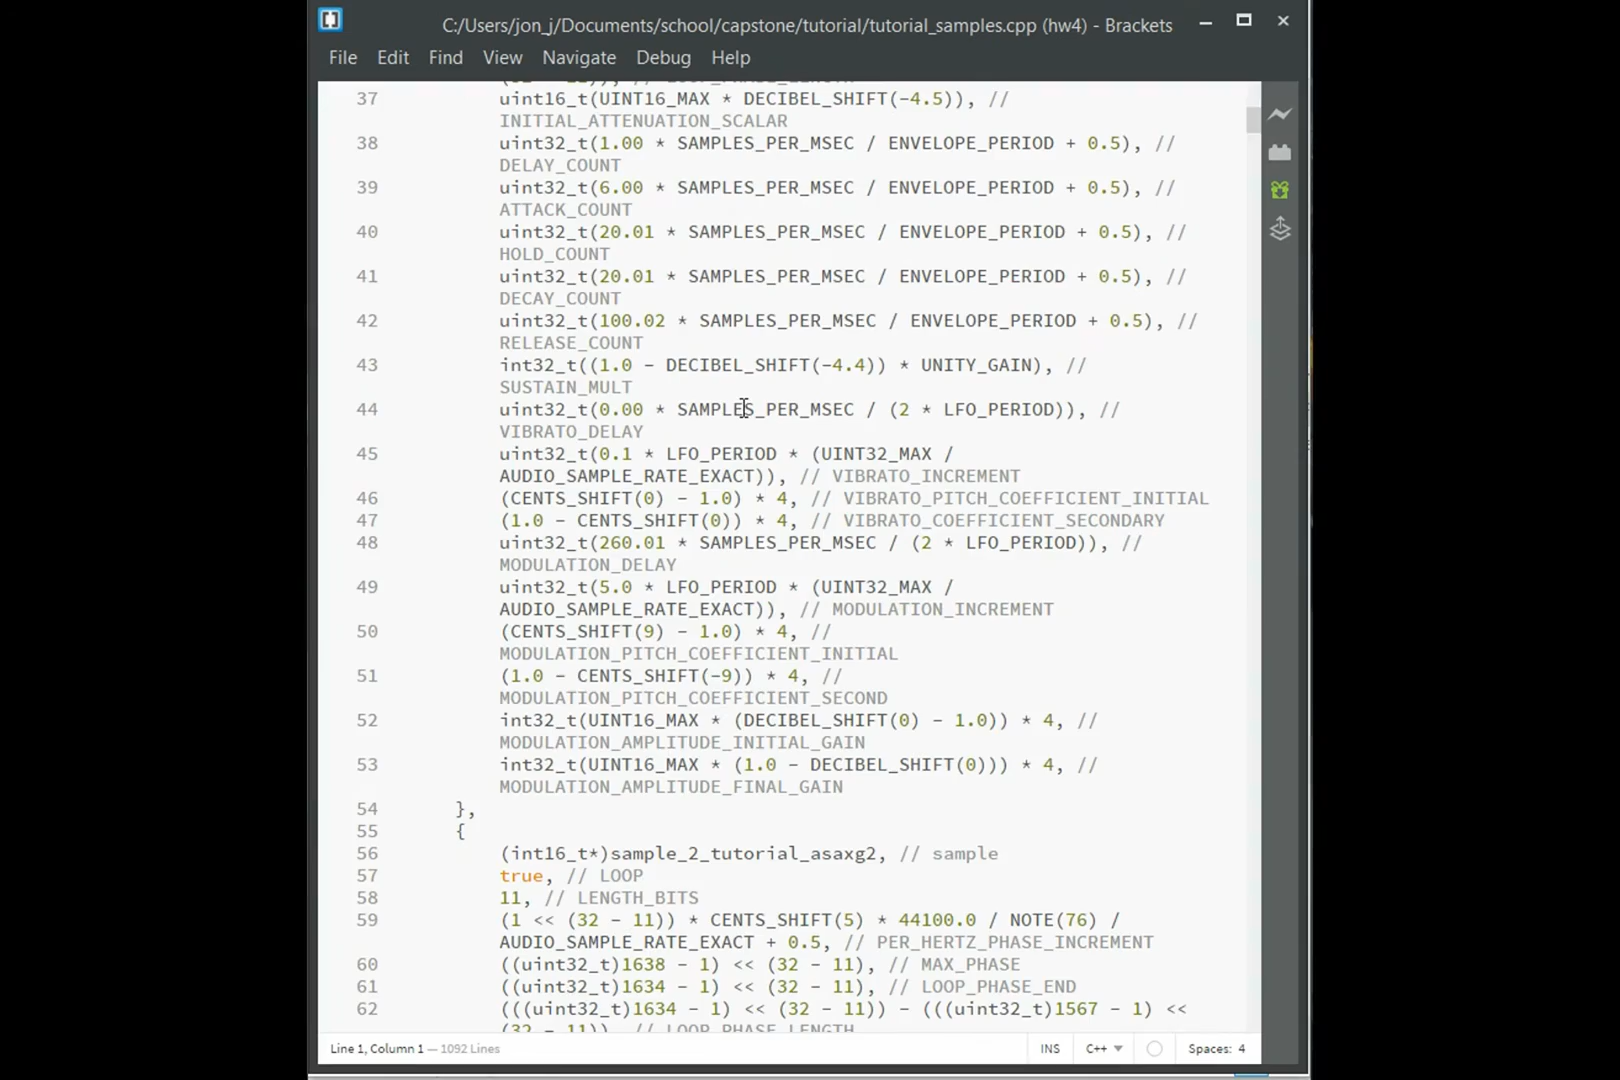 C:/Users/jon_j/Documents/school/capstone/tutorial/tutorial_samples.cpp (hw4) - Brackets
File Edit Find View Navigate Debug Help
37 uint16_t(UINT16_MAX * DECIBEL_SHIFT(-4.5)), //
INITIAL_ATTENUATION_SCALAR
38 uint32_t(1.00 * SAMPLES_PER_MSEC / ENVELOPE_PERIOD + 0.5), //
DELAY_COUNT
39 uint32_t(6.00 * SAMPLES_PER_MSEC / ENVELOPE_PERIOD + 0.5), //
ATTACK_COUNT
40 uint32_t(20.01 * SAMPLES_PER_MSEC / ENVELOPE_PERIOD + 0.5), //
HOLD_COUNT
41 uint32_t(20.01 * SAMPLES_PER_MSEC / ENVELOPE_PERIOD + 0.5), //
DECAY_COUNT
42 uint32_t(100.02 * SAMPLES_PER_MSEC / ENVELOPE_PERIOD + 0.5), //
RELEASE_COUNT
43 int32_t((1.0 - DECIBEL_SHIFT(-4.4)) * UNITY_GAIN), //
SUSTAIN_MULT
44 uint32_t(0.00 * SAMPLES_PER_MSEC / (2 * LFO_PERIOD)), //
VIBRATO_DELAY
45 uint32_t(0.1 * LFO_PERIOD * (UINT32_MAX /
AUDIO_SAMPLE_RATE_EXACT)), // VIBRATO_INCREMENT
46 (CENTS_SHIFT(0) - 1.0) * 4, // VIBRATO_PITCH_COEFFICIENT_INITIAL
47 (1.0 - CENTS_SHIFT(0)) * 4, // VIBRATO_COEFFICIENT_SECONDARY
48 uint32_t(260.01 * SAMPLES_PER_MSEC / (2 * LFO_PERIOD)), //
MODULATION_DELAY
49 uint32_t(5.0 * LFO_PERIOD * (UINT32_MAX /
AUDIO_SAMPLE_RATE_EXACT)), // MODULATION_INCREMENT
50 (CENTS_SHIFT(9) - 1.0) * 4, //
MODULATION_PITCH_COEFFICIENT_INITIAL
51 (1.0 - CENTS_SHIFT(-9)) * 4, //
MODULATION_PITCH_COEFFICIENT_SECOND
52 int32_t(UINT16_MAX * (DECIBEL_SHIFT(0) - 1.0)) * 4, //
MODULATION_AMPLITUDE_INITIAL_GAIN
53 int32_t(UINT16_MAX * (1.0 - DECIBEL_SHIFT(0))) * 4, //
MODULATION_AMPLITUDE_FINAL_GAIN
54 },
55 {
56 (int16_t*)sample_2_tutorial_asaxg2, // sample
57 true, // LOOP
58 11, // LENGTH_BITS
59 (1 << (32 - 11)) * CENTS_SHIFT(5) * 44100.0 / NOTE(76) /
AUDIO_SAMPLE_RATE_EXACT + 0.5, // PER_HERTZ_PHASE_INCREMENT
60 ((uint32_t)1638 - 1) << (32 - 11), // MAX_PHASE
61 ((uint32_t)1634 - 1) << (32 - 11), // LOOP_PHASE_END
62 (((uint32_t)1634 - 1) << (32 - 11)) - (((uint32_t)1567 - 1) <<
(32 - 11)), // LOOP_PHASE_LENGTH
Line 1, Column 1 — 1092 Lines INS C++ Spaces: 4